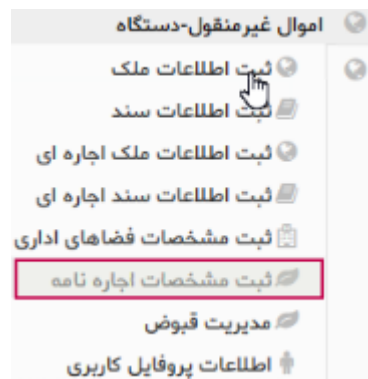 اموال غیرمنقول-دستگاه
ثبت اطلاعات ملک
ثبت اطلاعات سند
ثبت اطلاعات ملک اجاره ای
ثبت اطلاعات سند اجاره ای
ثبت مشخصات فضاهای اداری
ثبت مشخصات اجاره نامه
مدیریت قبوض
اطلاعات پروفایل کاربری